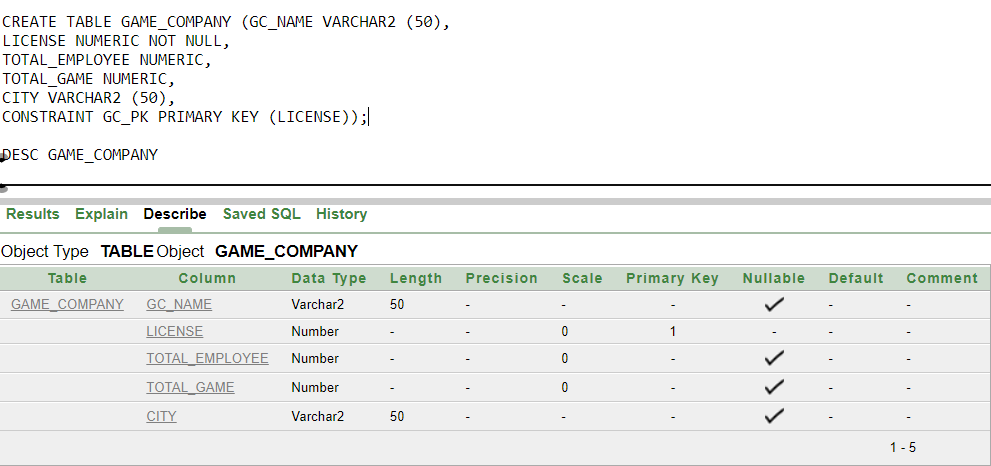 CREATE TABLE GAME_COMPANY (GC_NAME VARCHAR2 (50),
LICENSE NUMERIC NOT NULL,
TOTAL_EMPLOYEE NUMERIC,
TOTAL_GAME NUMERIC,
CITY VARCHAR2 (50),
CONSTRAINT GC_PK PRIMARY KEY (LICENSE));
DESC GAME_COMPANY
Results Explain Describe Saved SQL History
Object Type TABLE Object GAME_COMPANY
Table Column Data Type Length Precision Scale Primary Key Nullable Default Comment
GAME_COMPANY GC_NAME Varchar2 50 - - - ✓ - -
LICENSE Number - - 0 1 - - -
TOTAL_EMPLOYEE Number - - 0 - ✓ - -
TOTAL_GAME Number - - 0 - ✓ - -
CITY Varchar2 50 - - - ✓ - -
1 - 5